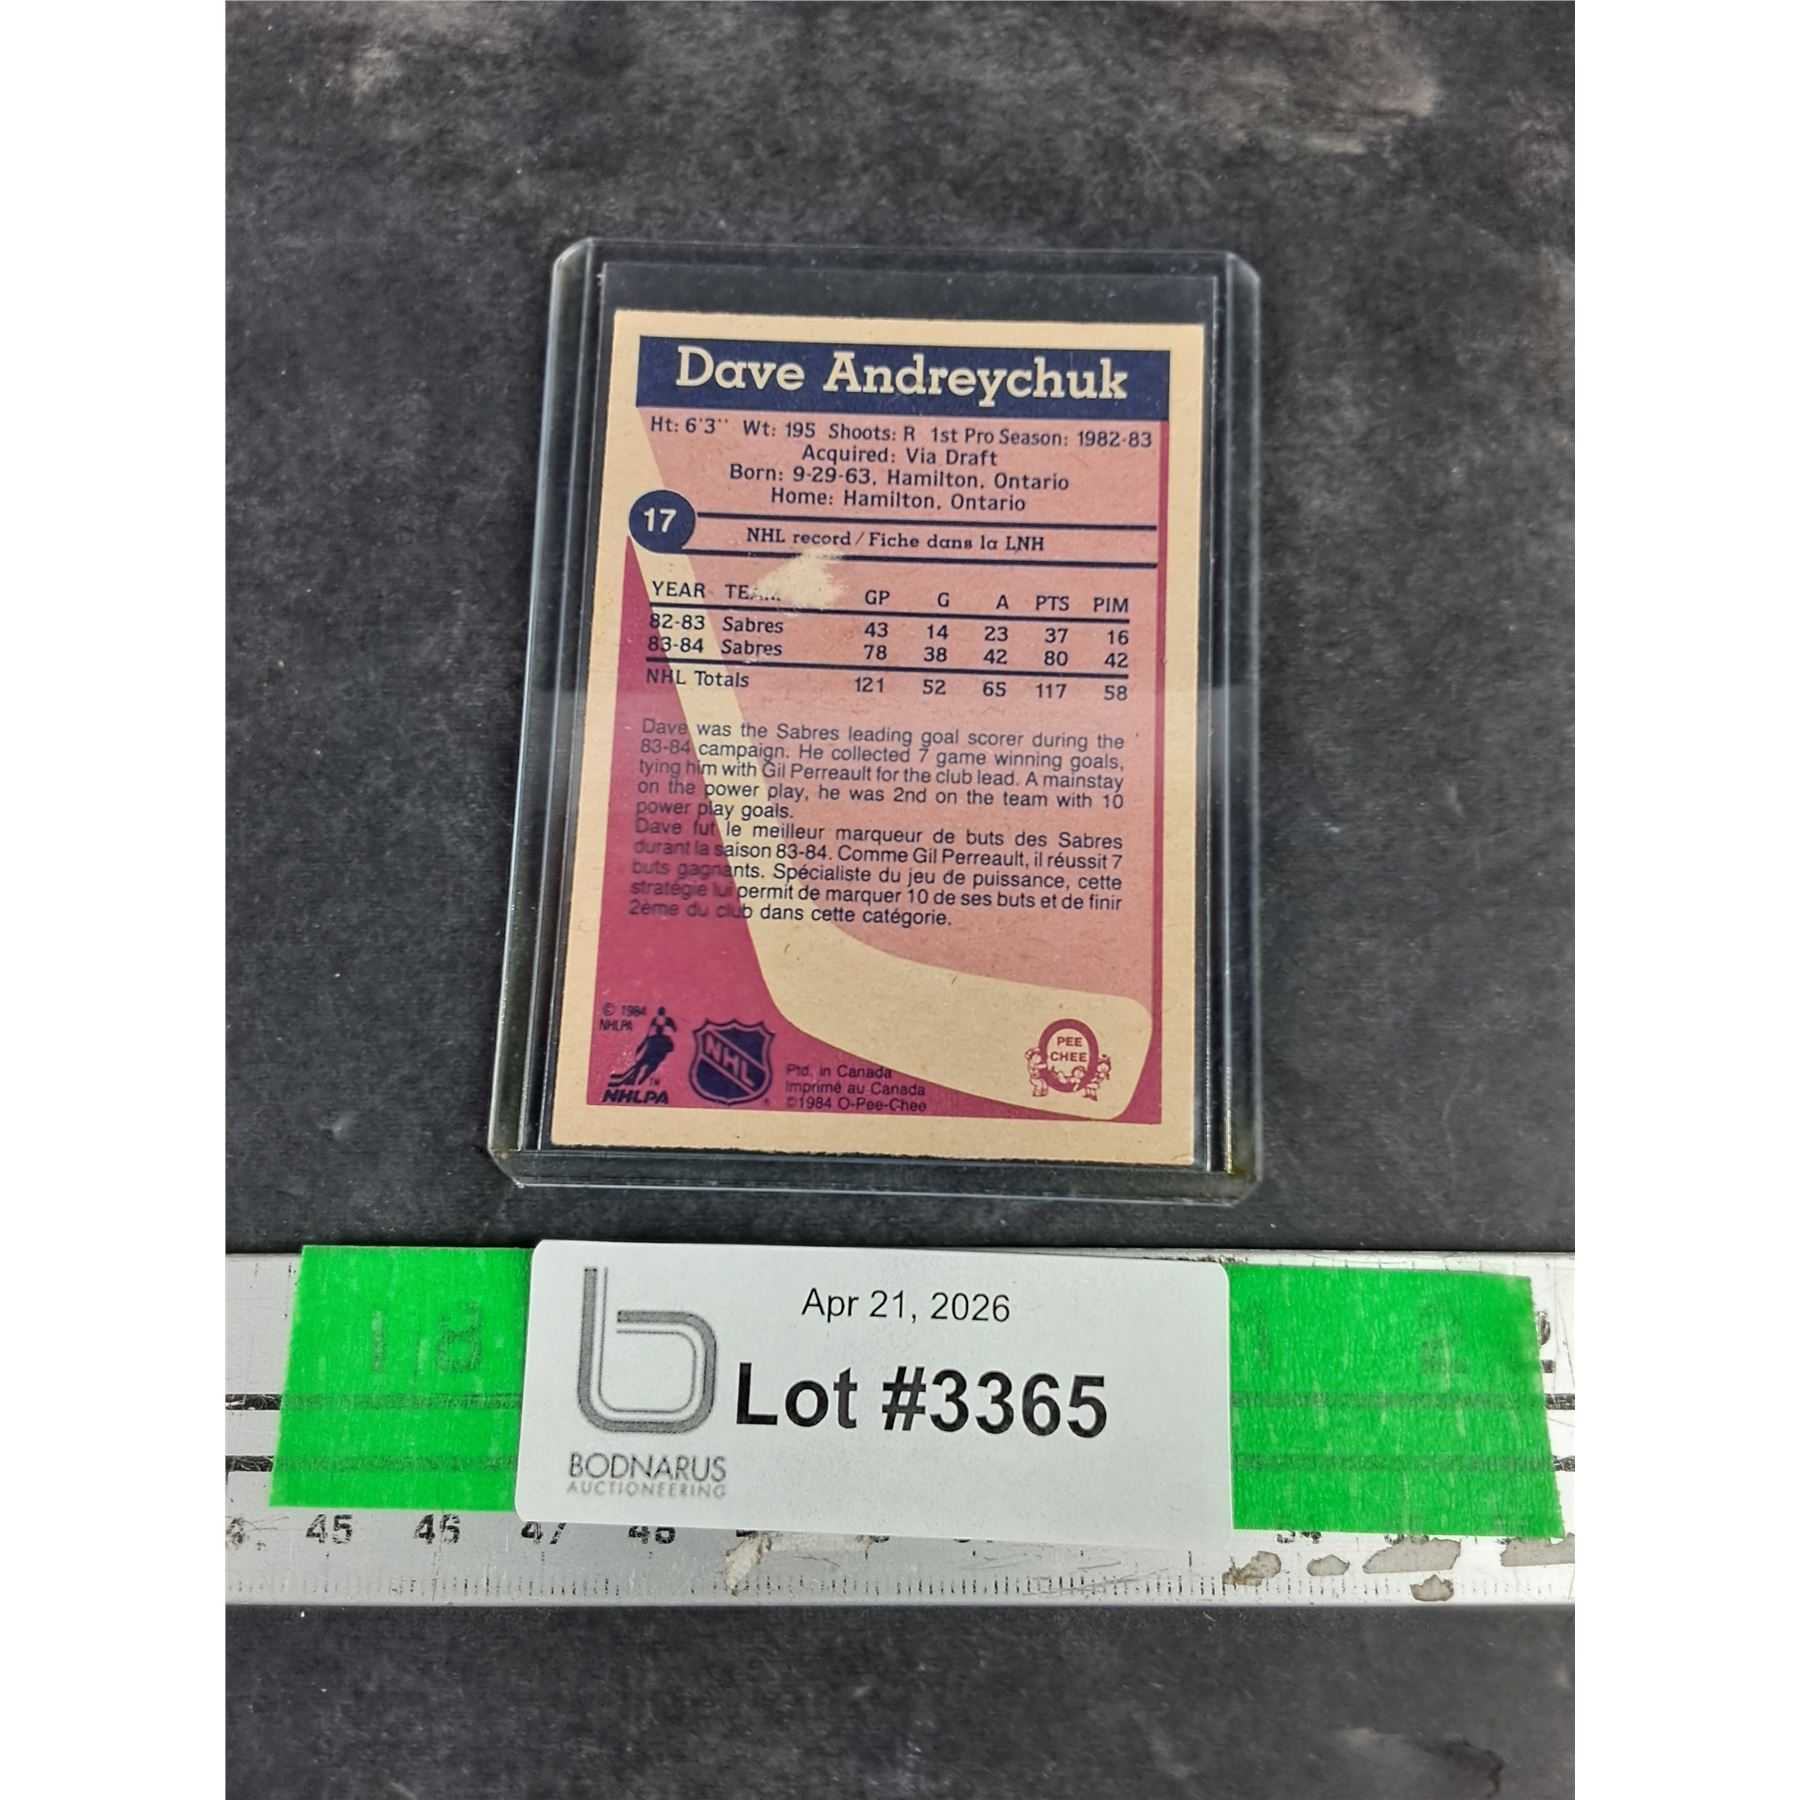 Dave Andreychuk
Ht: 6'3'' Wt: 195 Shoots: R 1st Pro Season: 1982-83
Acquired: Via Draft
Born: 9-29-63, Hamilton, Ontario
Home: Hamilton, Ontario
17
NHL record / Fiche dans la LNH
YEAR TEAM GP G A PTS PIM
82-83 Sabres 43 14 23 37 16
83-84 Sabres 78 38 42 80 42
NHL Totals 121 52 65 117 58
Dave was the Sabres leading goal scorer during the
83-84 campaign. He collected 7 game winning goals,
tying him with Gil Perreault for the club lead. A mainstay
on the power play, he was 2nd on the team with 10
power play goals.
Dave fut le meilleur marqueur de buts des Sabres
durant la saison 83-84. Comme Gil Perreault, il réussit 7
buts gagnants. Spécialiste du jeu de puissance, cette
stratégie lui permit de marquer 10 de ses buts et de finir
2ème du club dans cette catégorie.
© 1984
NHLPA
TM
NHLPA
NHL
®
Ptd. in Canada
Imprimé au Canada
©1984 O-Pee-Chee
PEE
CHEE
Apr 21, 2026
Lot #3365
BODNARUS
AUCTIONEERING
18 1 2
45 46 47 48 54